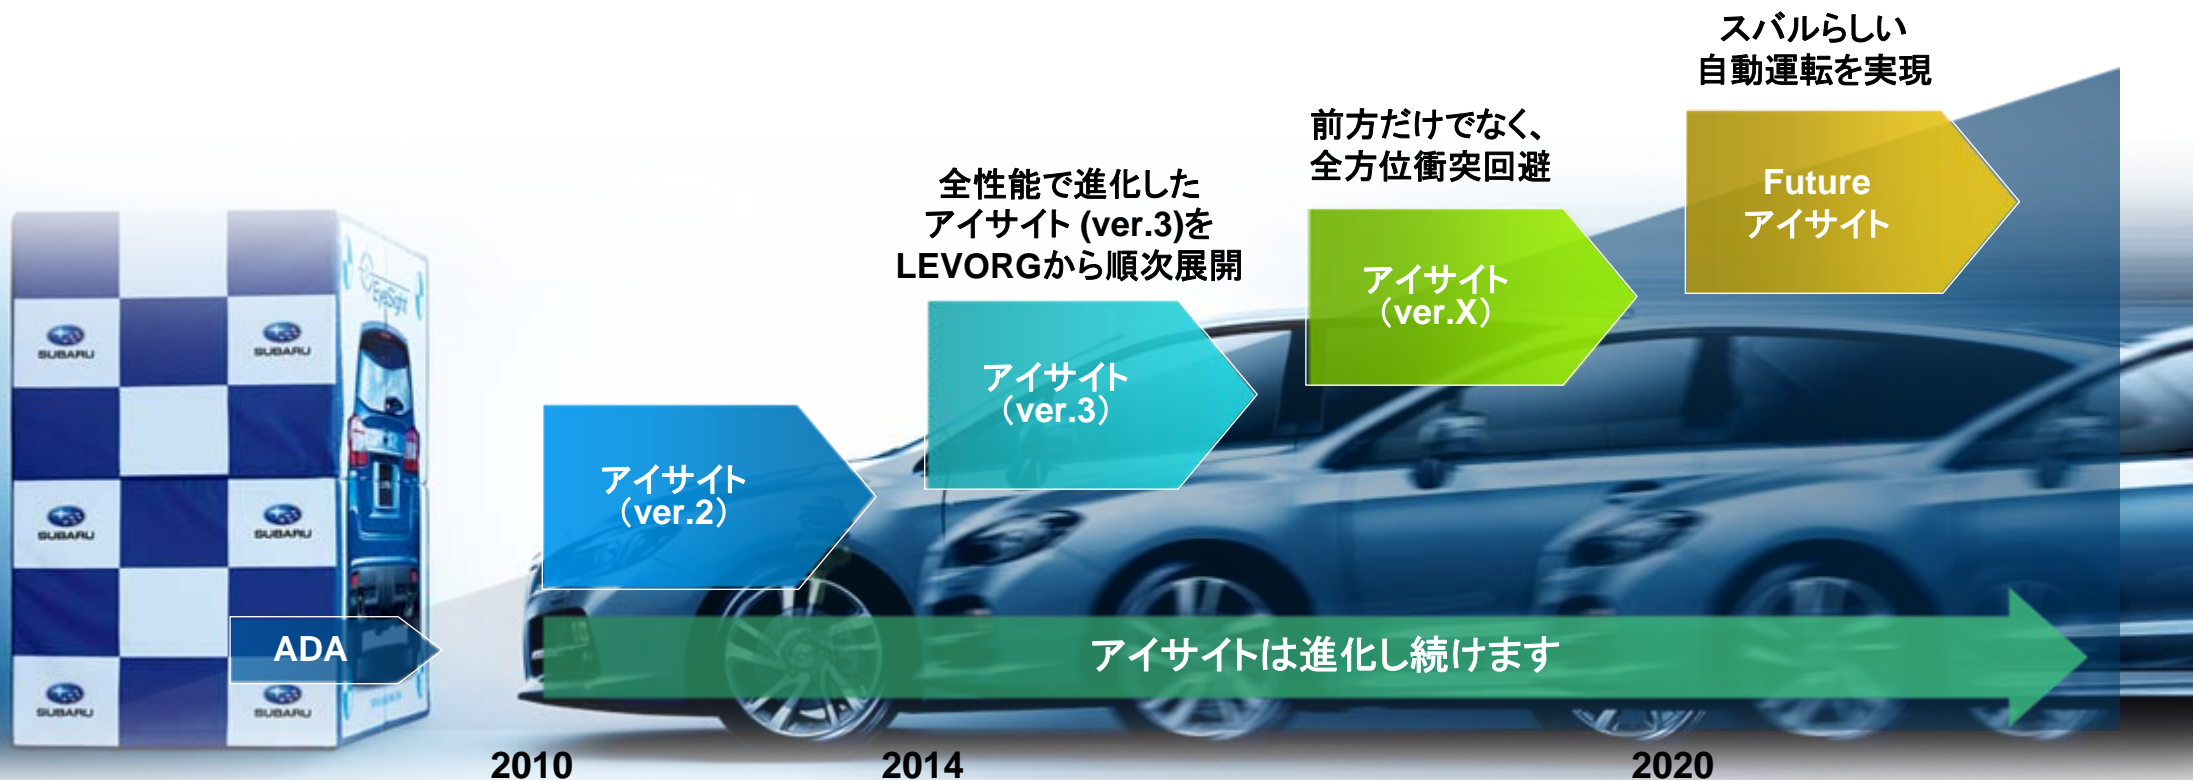 スバルらしい
自動運転を実現
前方だけでなく、
全方位衝突回避
全性能で進化した
アイサイト (ver.3)を
LEVORGから順次展開
Future
アイサイト
アイサイト
（ver.X）
アイサイト
（ver.3）
アイサイト
（ver.2）
ADA
アイサイトは進化し続けます
EyeSight
SUBARU
SUBARU
SUBARU
SUBARU
SUBARU
SUBARU
2010
2014
2020